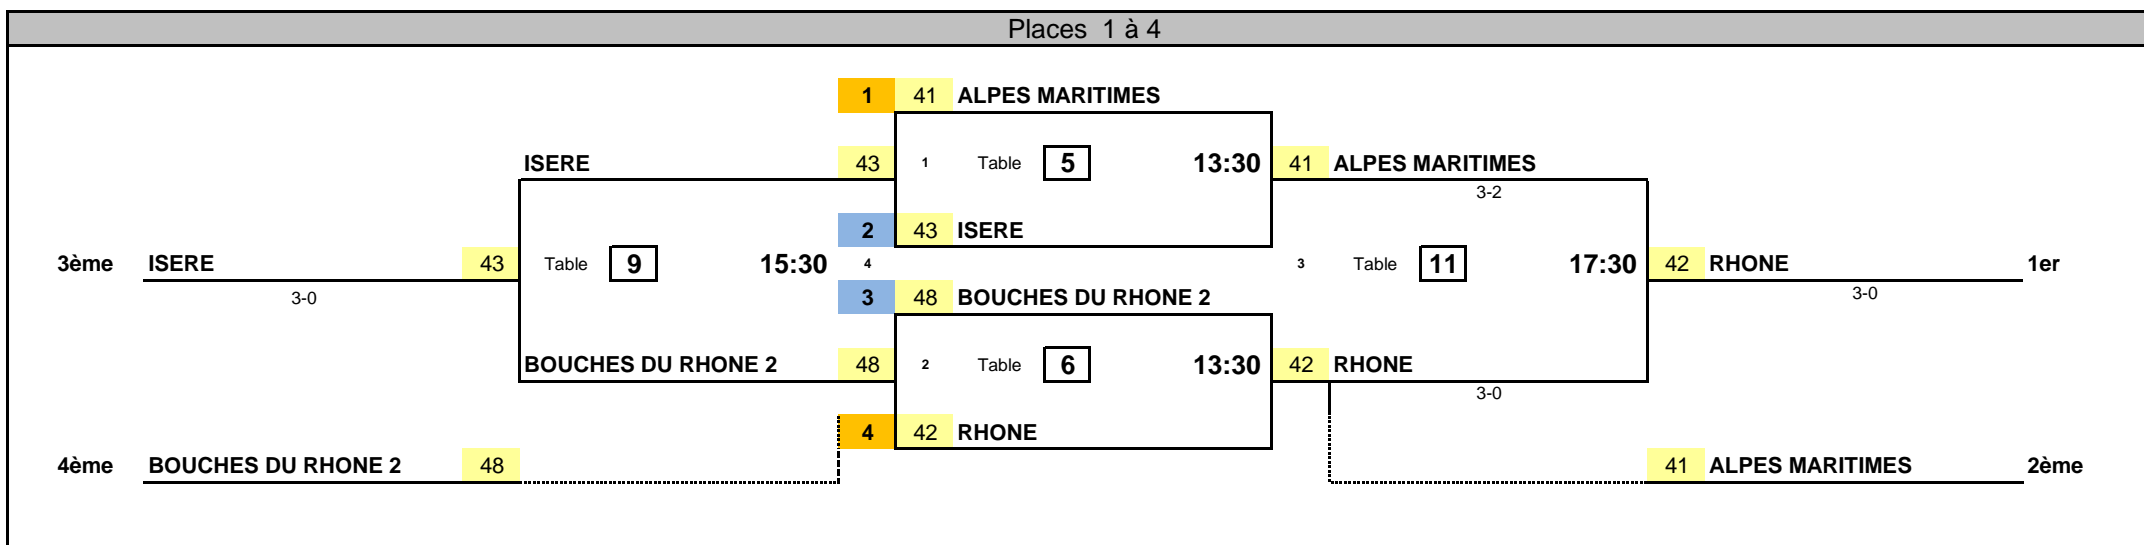 Places 1 à 4
1 41 ALPES MARITIMES
ISERE 43 1 Table 5 13:30 41 ALPES MARITIMES
3-2
2 43 ISERE
3ème ISERE 43 Table 9 15:30 4 3 Table 11 17:30 42 RHONE 1er
3-0 3 48 BOUCHES DU RHONE 2 3-0
BOUCHES DU RHONE 2 48 2 Table 6 13:30 42 RHONE
3-0
4 42 RHONE
4ème BOUCHES DU RHONE 2 48 41 ALPES MARITIMES 2ème